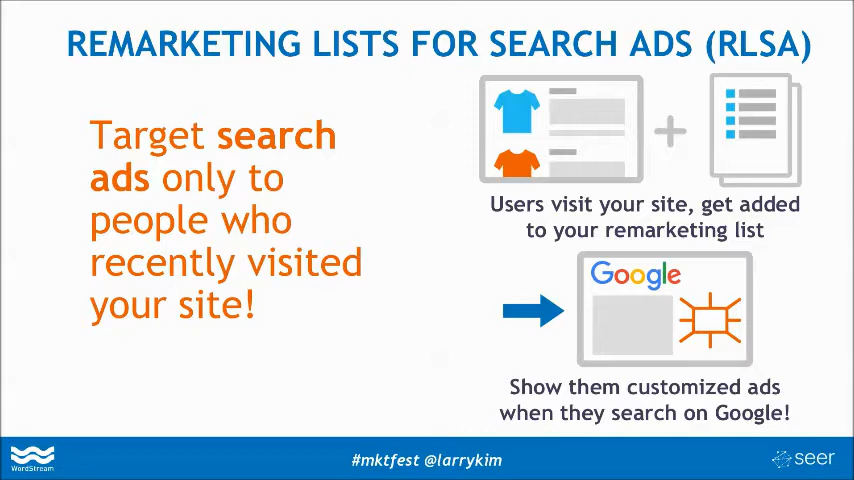 REMARKETING LISTS FOR SEARCH ADS (RLSA)
Target search
ads only to
people who
recently visited
your site!
Users visit your site, get added
to your remarketing list
Google
Show them customized ads
when they search on Google!
WordStream
#mktfest @larrykim
seer